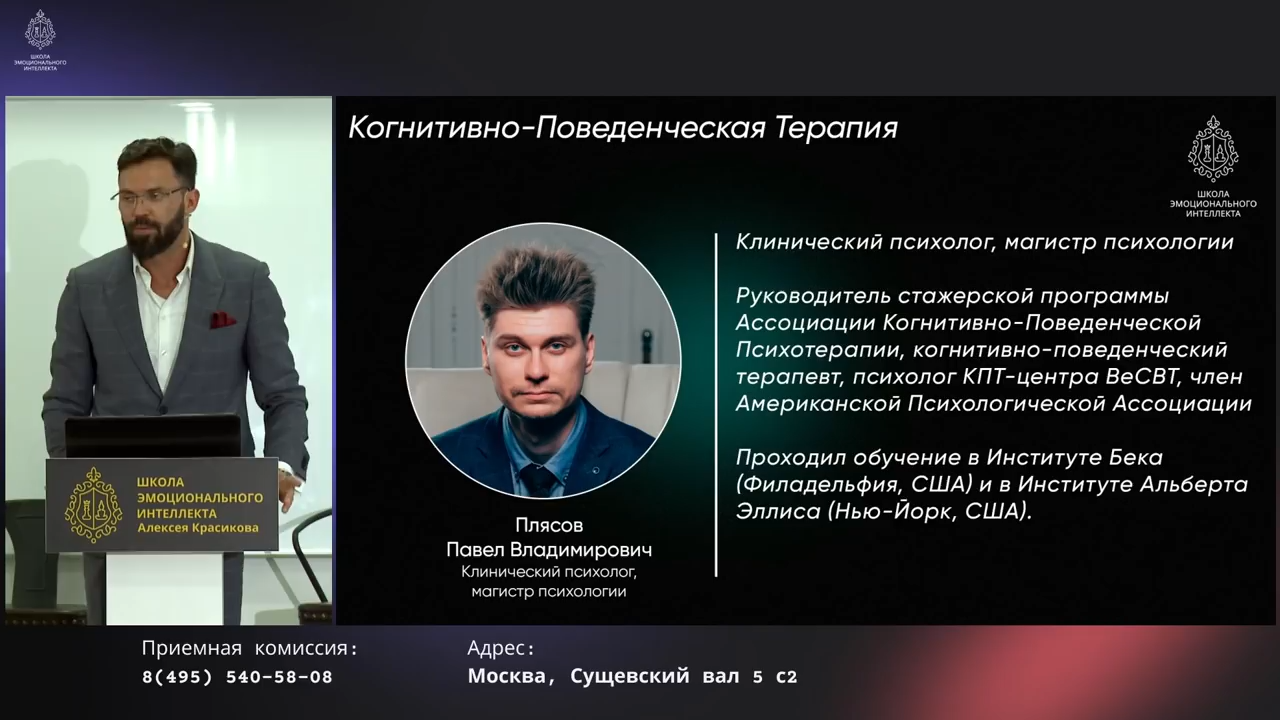 ШКОЛА
ЭМОЦИОНАЛЬНОГО
ИНТЕЛЛЕКТА
Когнитивно-Поведенческая Терапия
ШКОЛА
ЭМОЦИОНАЛЬНОГО
ИНТЕЛЛЕКТА
Клинический психолог, магистр психологии
Руководитель стажерской программы
Ассоциации Когнитивно-Поведенческой
Психотерапии, когнитивно-поведенческий
терапевт, психолог КПТ-центра BeCBT, член
Американской Психологической Ассоциации
Проходил обучение в Институте Бека
(Филадельфия, США) и в Институте Альберта
Эллиса (Нью-Йорк, США).
Плясов
Павел Владимирович
Клинический психолог,
магистр психологии
ШКОЛА
ЭМОЦИОНАЛЬНОГО
ИНТЕЛЛЕКТА
Алексея Красикова
Приемная комиссия:
8(495) 540-58-08
Адрес:
Москва, Сущевский вал 5 с2